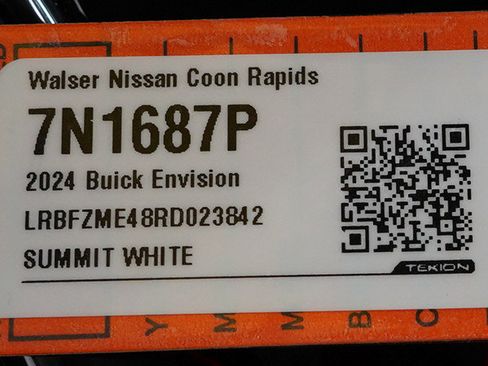 Walser Nissan Coon Rapids
7N1687P
2024 Buick Envision
LRBFZME48RD023842
SUMMIT WHITE
TEKION
Y M M B C